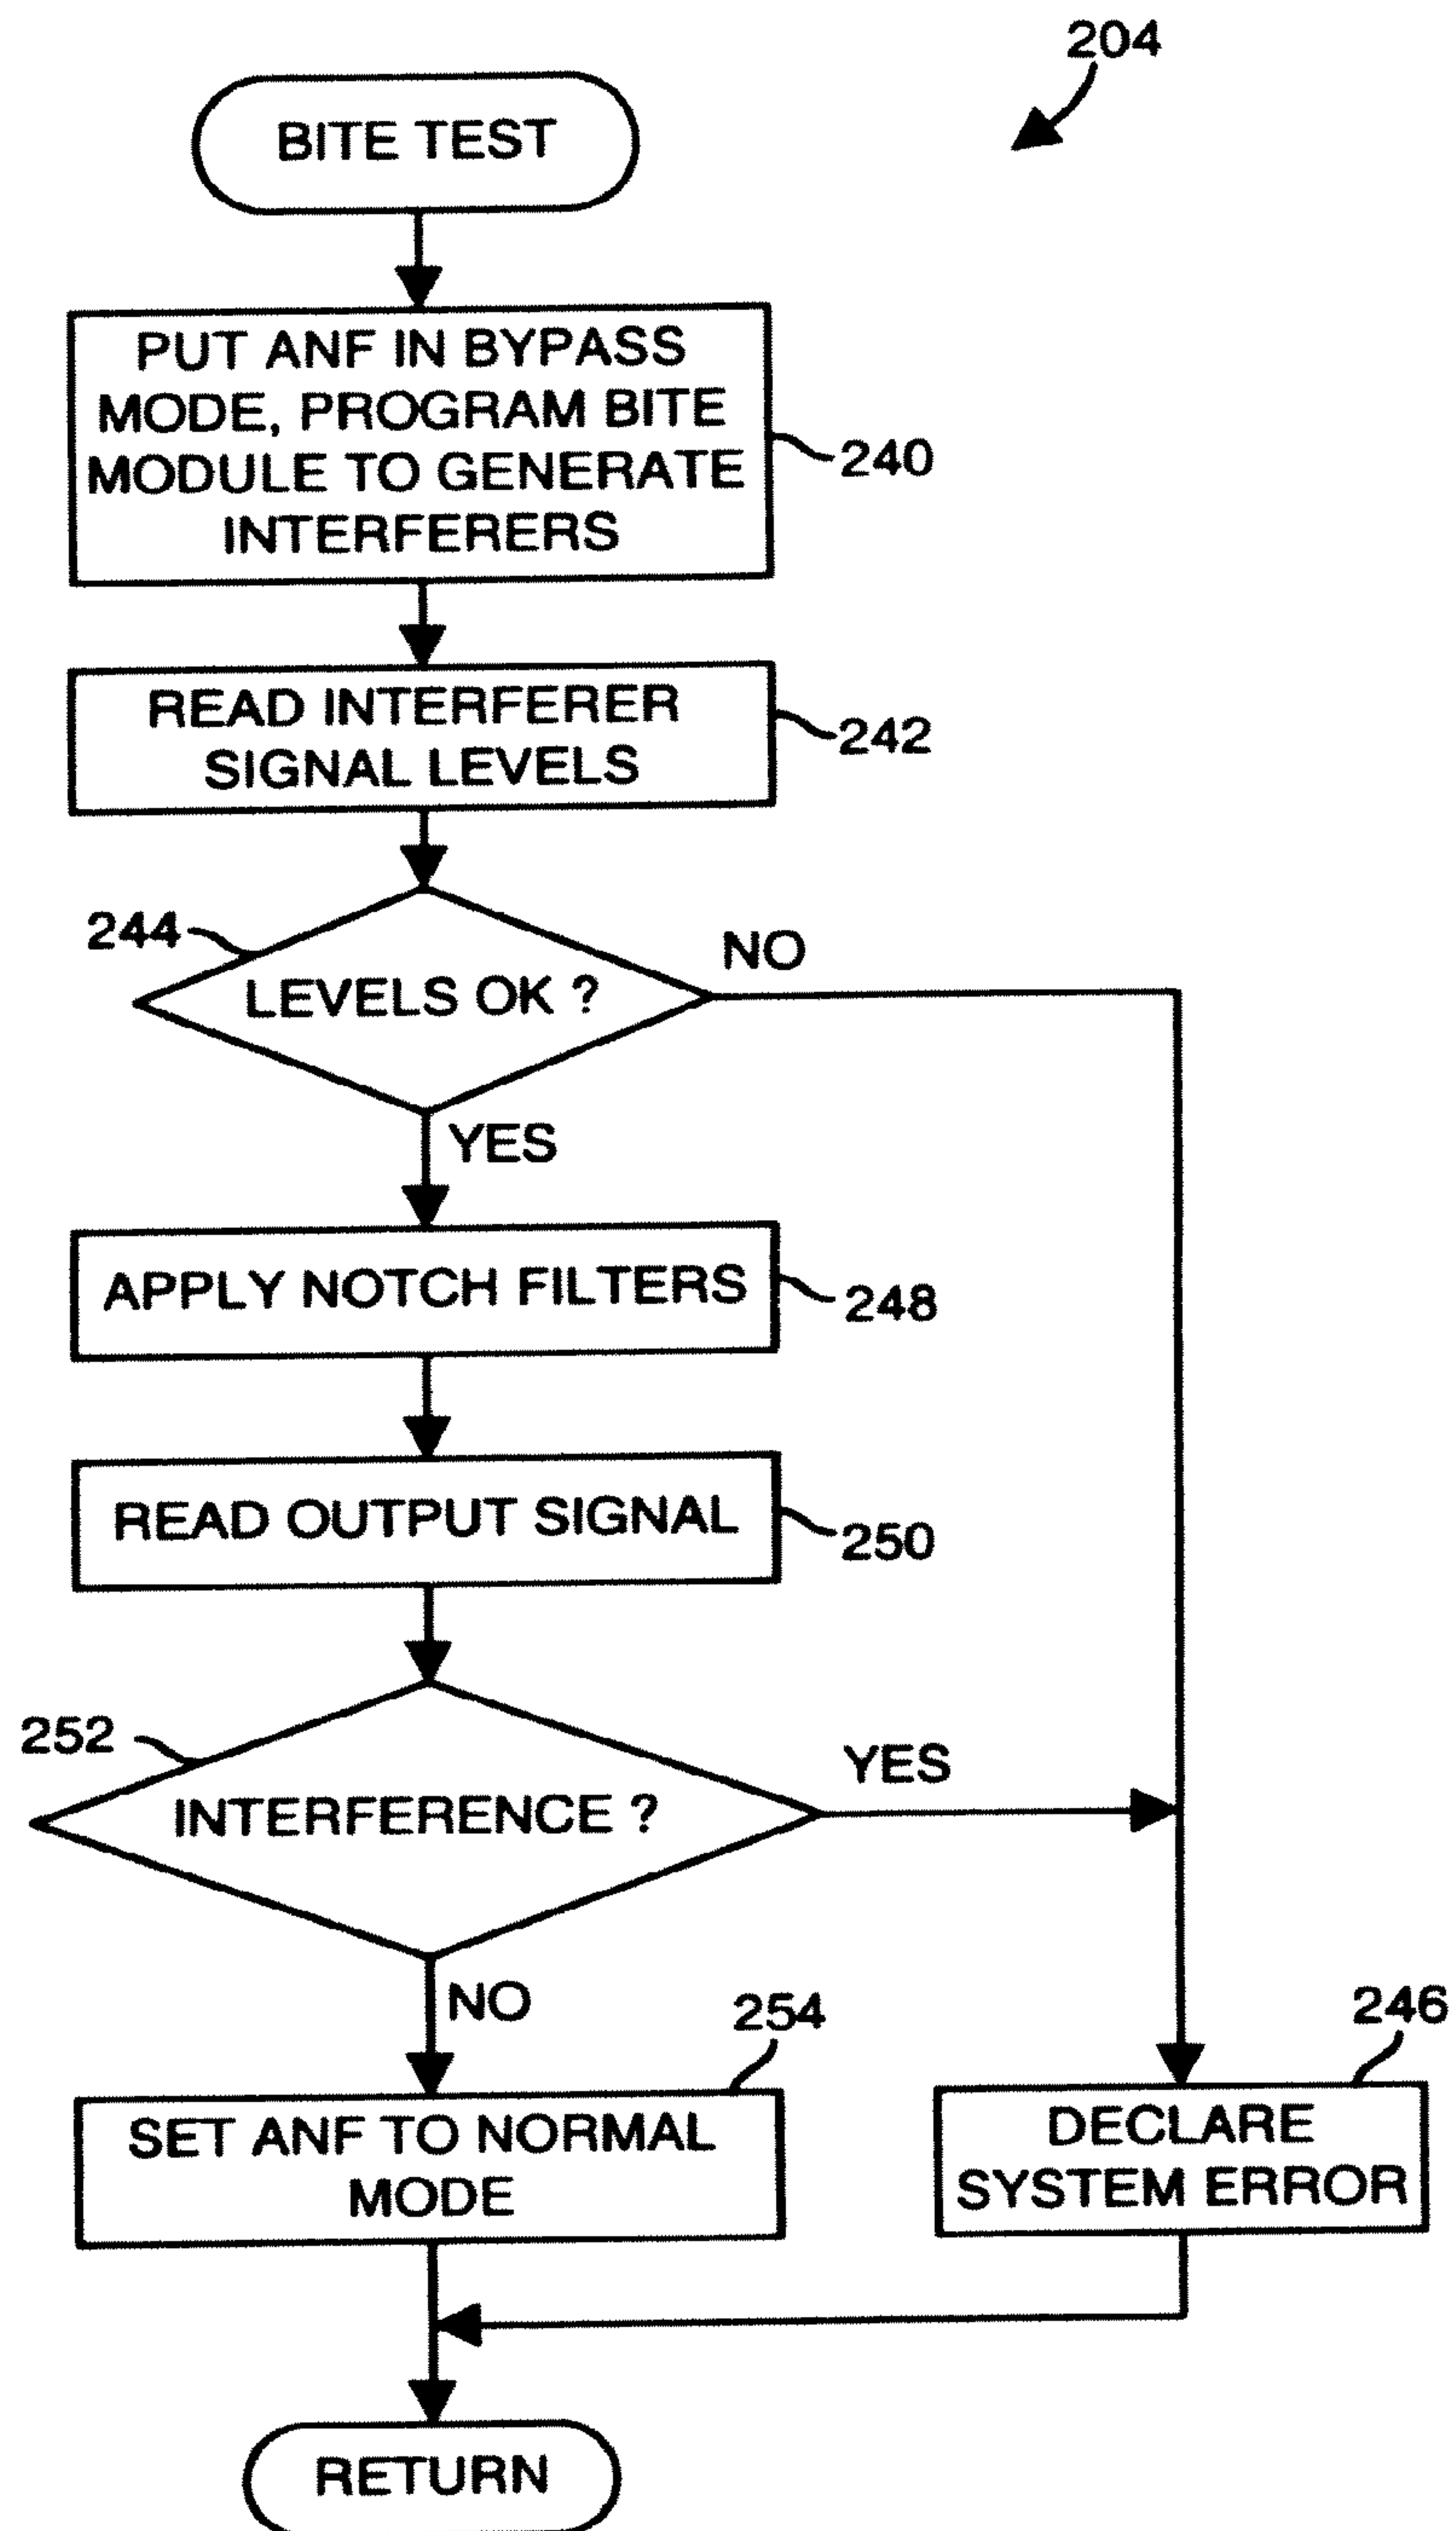 204
BITE TEST
PUT ANF IN BYPASS
MODE, PROGRAM BITE
MODULE TO GENERATE
INTERFERERS
240
READ INTERFERER
SIGNAL LEVELS
242
244
LEVELS OK ?
NO
YES
APPLY NOTCH FILTERS
248
READ OUTPUT SIGNAL
250
252
INTERFERENCE ?
YES
NO
254
SET ANF TO NORMAL
MODE
246
DECLARE
SYSTEM ERROR
RETURN